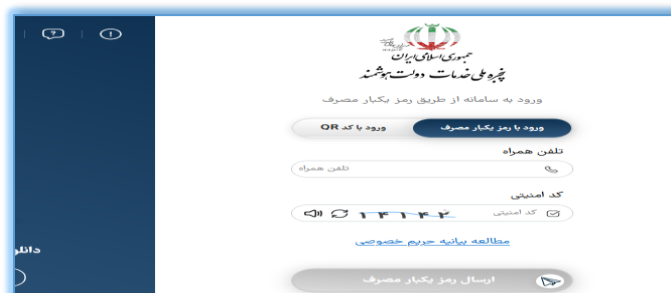 جمهوری اسلامی ایران
پنجره ملی خدمات دولت هوشمند
ورود به سامانه از طریق رمز یکبار مصرف
ورود با رمز یکبار مصرف
ورود با کد QR
تلفن همراه
تلفن همراه
کد امنیتی
کد امنیتی
۱۴۱۴۲
مطالعه بیانیه حریم خصوصی
ارسال رمز یکبار مصرف